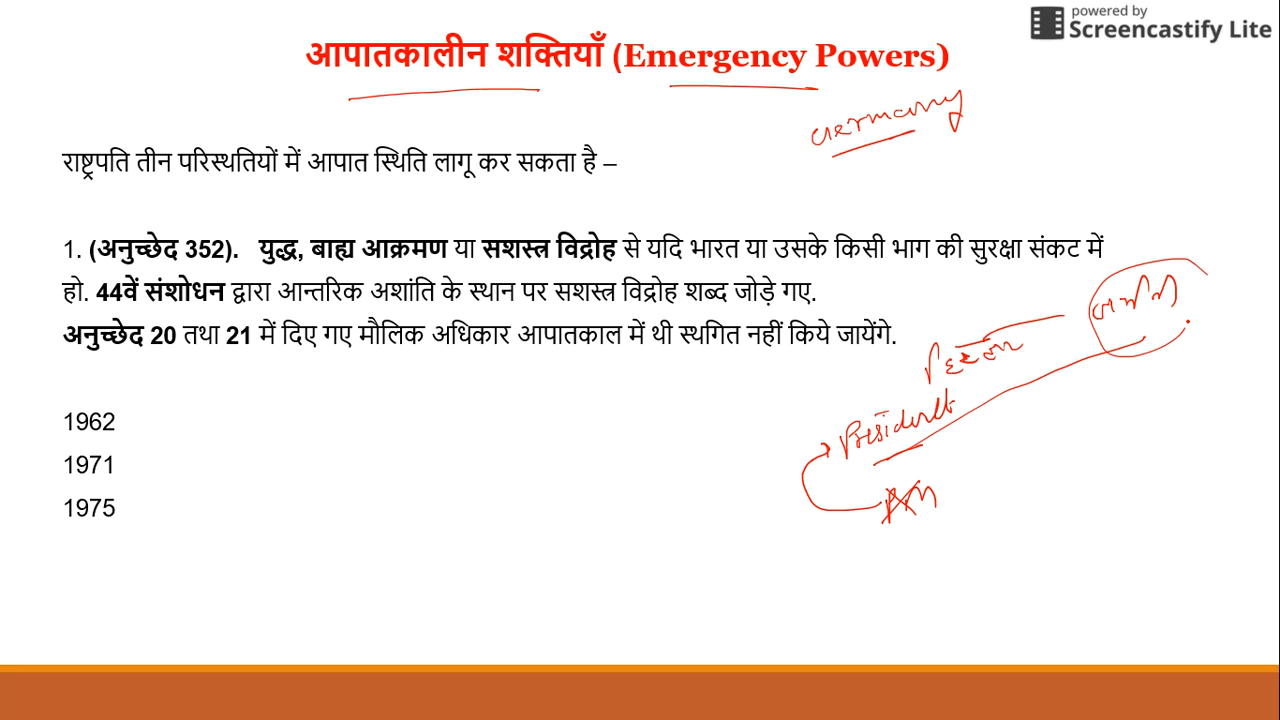 powered by
Screencastify Lite
आपातकालीन शक्तियाँ (Emergency Powers)
Germany
राष्ट्रपति तीन परिस्थतियों में आपात स्थिति लागू कर सकता है –
1. (अनुच्छेद 352). युद्ध, बाह्य आक्रमण या सशस्त्र विद्रोह से यदि भारत या उसके किसी भाग की सुरक्षा संकट में
हो. 44वें संशोधन द्वारा आन्तरिक अशांति के स्थान पर सशस्त्र विद्रोह शब्द जोड़े गए.
अनुच्छेद 20 तथा 21 में दिए गए मौलिक अधिकार आपातकाल में थी स्थगित नहीं किये जायेंगे.
President
1962
1971
1975